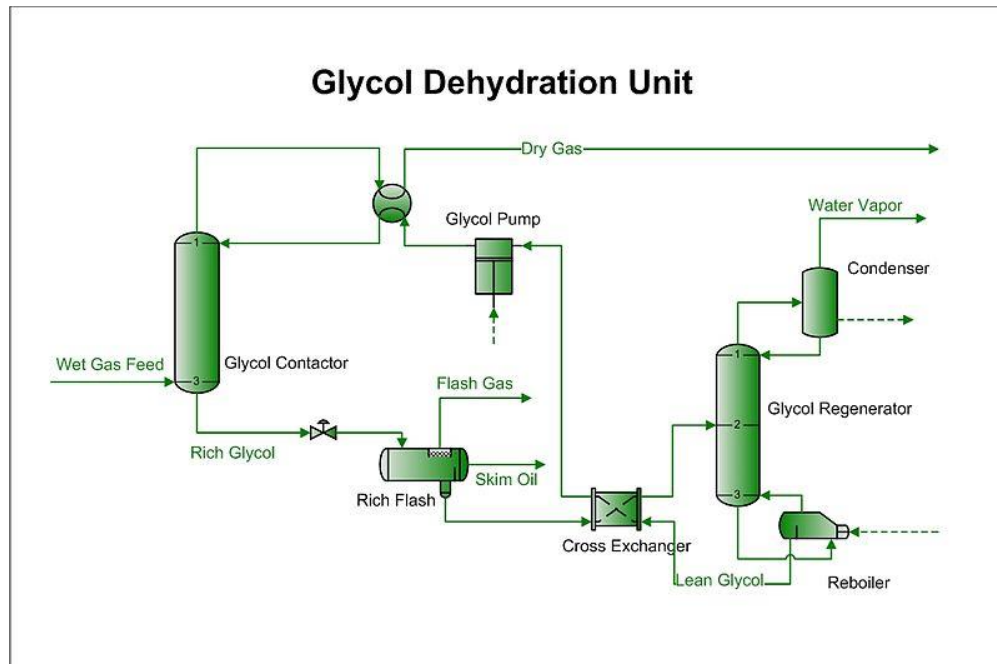 Glycol Dehydration Unit
Dry Gas
Water Vapor
Glycol Pump
Condenser
1
Wet Gas Feed
Glycol Contactor
3
1
Flash Gas
Glycol Regenerator
2
Rich Glycol
Skim Oil
Rich Flash
3
Cross Exchanger
Lean Glycol
Reboiler